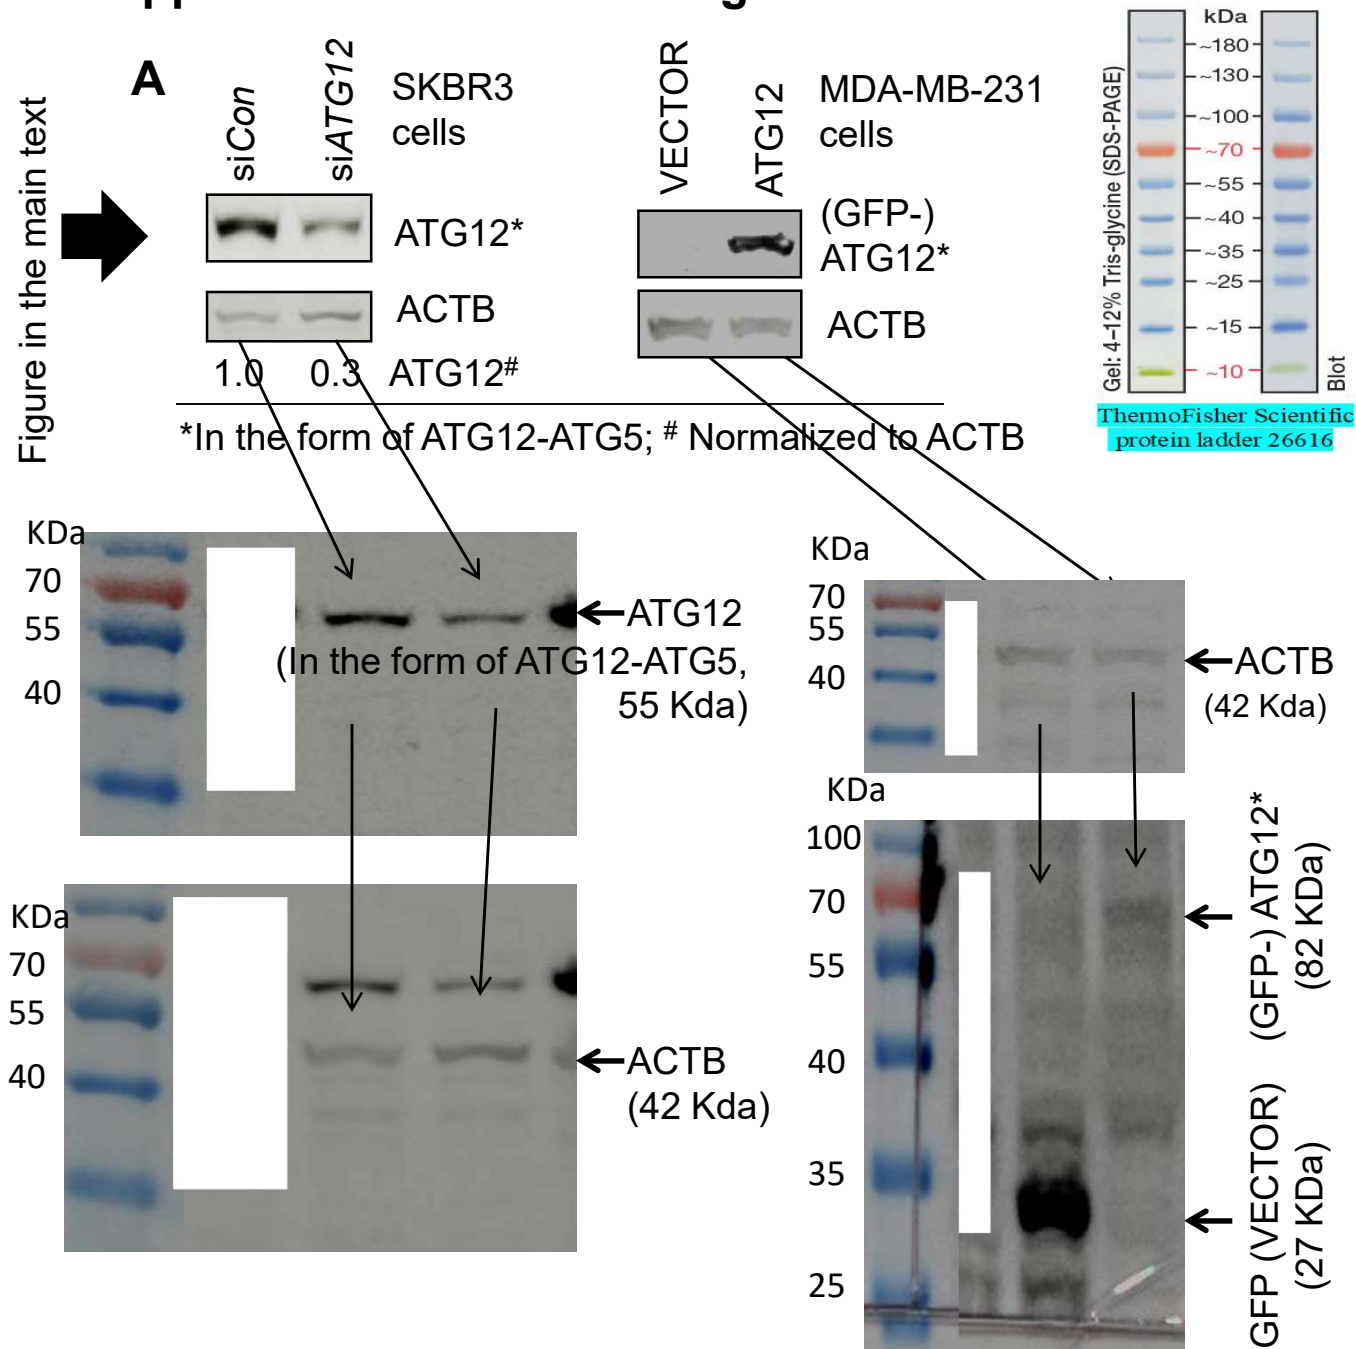 A
Figure in the main text
siCon
siATG12
SKBR3
cells
ATG12*
ACTB
1.0 0.3 ATG12#
VECTOR
ATG12
MDA-MB-231
cells
(GFP-)
ATG12*
ACTB
*In the form of ATG12-ATG5; # Normalized to ACTB
Gel: 4–12% Tris-glycine (SDS-PAGE)
kDa
~180
~130
~100
~70
~55
~40
~35
~25
~15
~10
Blot
ThermoFisher Scientific
protein ladder 26616
KDa
70
55
40
ATG12
(In the form of ATG12-ATG5,
55 Kda)
KDa
70
55
40
ACTB
(42 Kda)
KDa
70
55
40
ACTB
(42 Kda)
KDa
100
70
55
40
35
25
(GFP-) ATG12*
(82 KDa)
GFP (VECTOR)
(27 KDa)